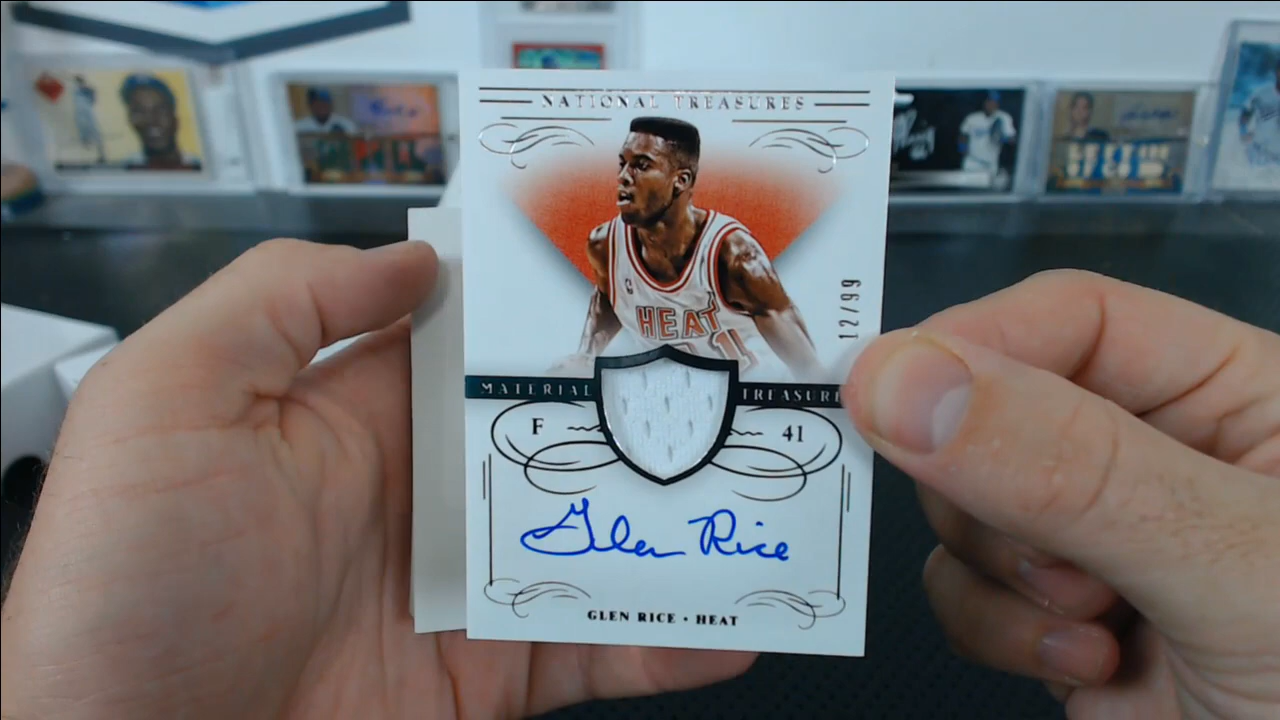 NATIONAL TREASURES
HEAT
12/99
MATERIAL TREASURE
F 41
Glen Rice
GLEN RICE • HEAT